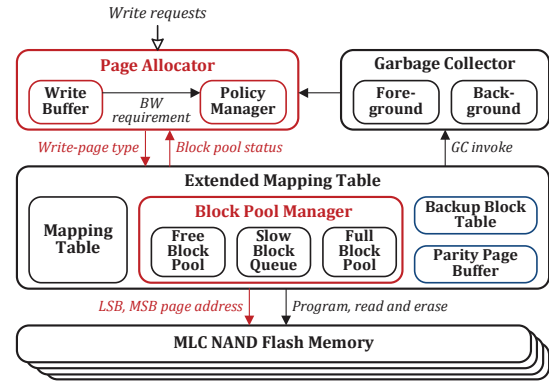 Write requests
Page Allocator
Garbage Collector
Write
Buffer
BW
requirement
Policy
Manager
Fore-
ground
Back-
ground
Write-page type
Block pool status
GC invoke
Extended Mapping Table
Mapping
Table
Block Pool Manager
Free
Block
Pool
Slow
Block
Queue
Full
Block
Pool
Backup Block
Table
Parity Page
Buffer
LSB, MSB page address
Program, read and erase
MLC NAND Flash Memory